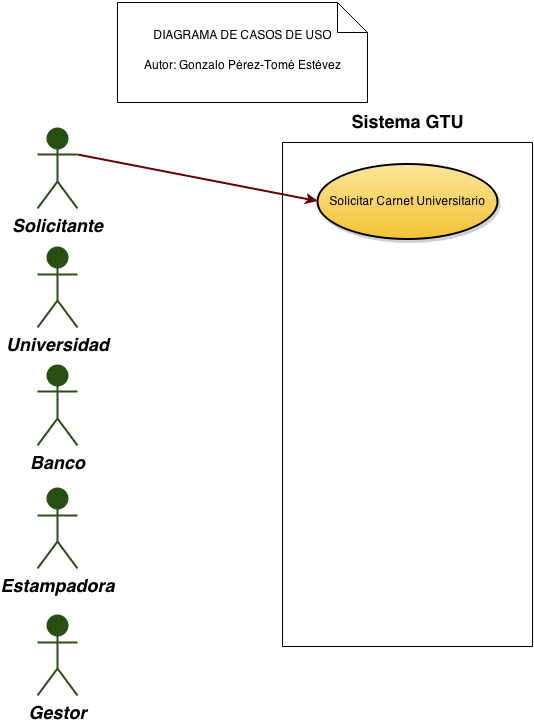 DIAGRAMA DE CASOS DE USO
Autor: Gonzalo Pérez-Tomé Estévez
Sistema GTU
Solicitar Carnet Universitario
Solicitante
Universidad
Banco
Estampadora
Gestor